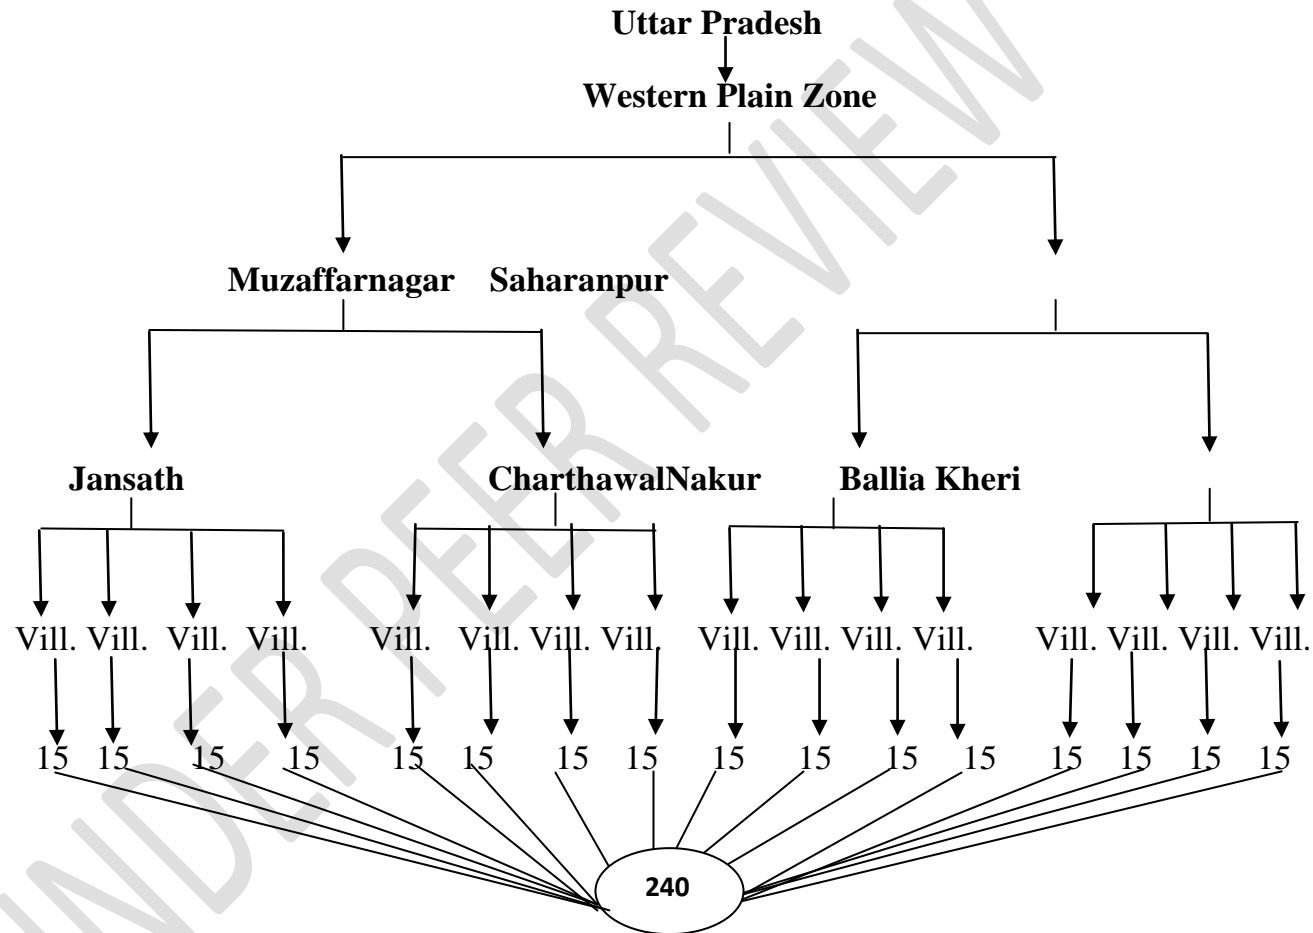 Uttar Pradesh
Western Plain Zone
Muzaffarnagar Saharanpur
Jansath CharthawalNakur Ballia Kheri
Vill. Vill. Vill. Vill. Vill. Vill. Vill. Vill. Vill. Vill. Vill. Vill. Vill. Vill. Vill. Vill.
15 15 15 15 15 15 15 15 15 15 15 15 15 15 15 15
240
UNDER PEER REVIEW